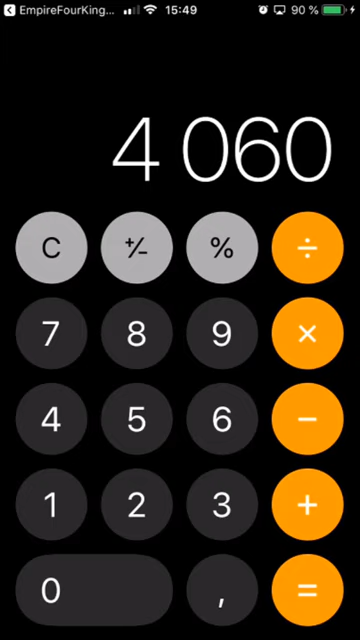 EmpireFourKing... 15:49 90 %
4 060
C +/- % ÷
7 8 9 ×
4 5 6 −
1 2 3 +
0 , =